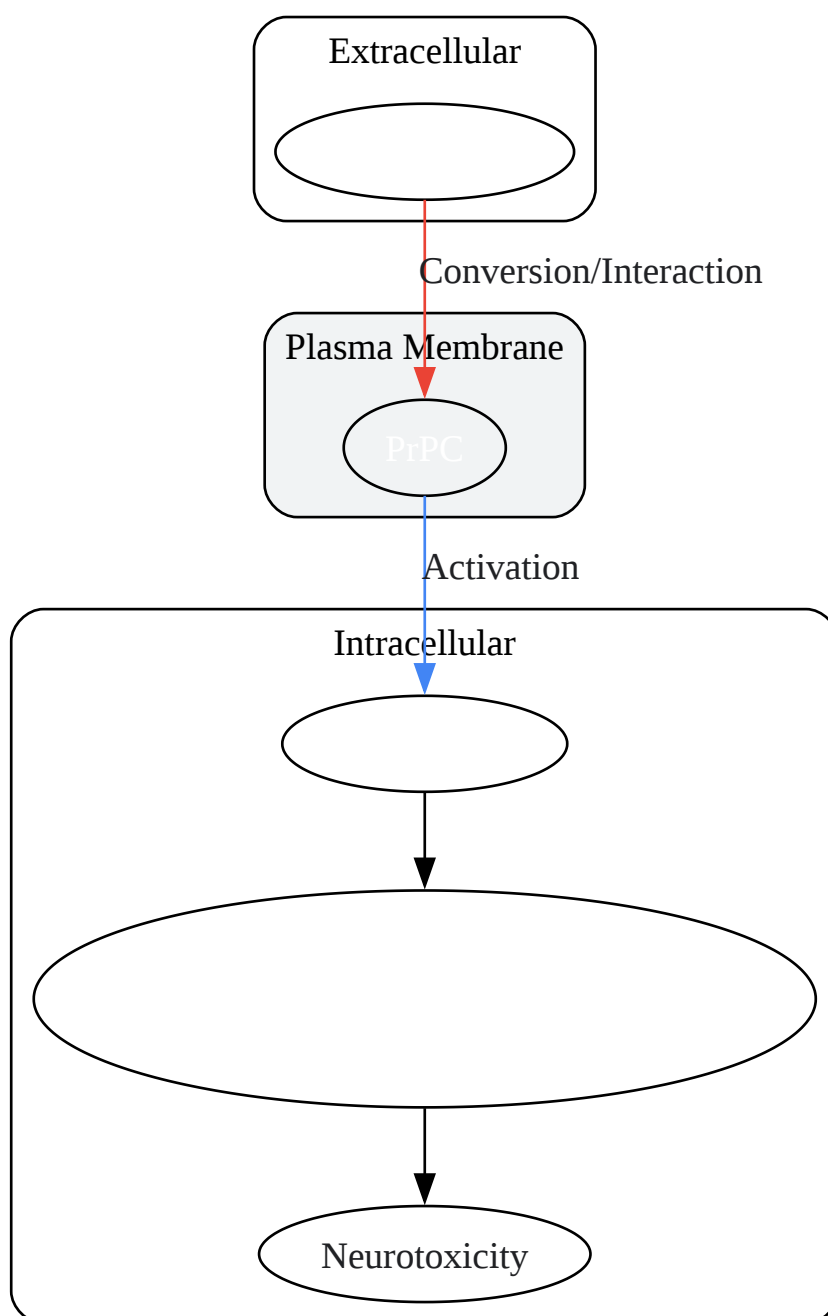 Extracellular
Conversion/Interaction
Plasma Membrane
PrPC
Activation
Intracellular
Neurotoxicity